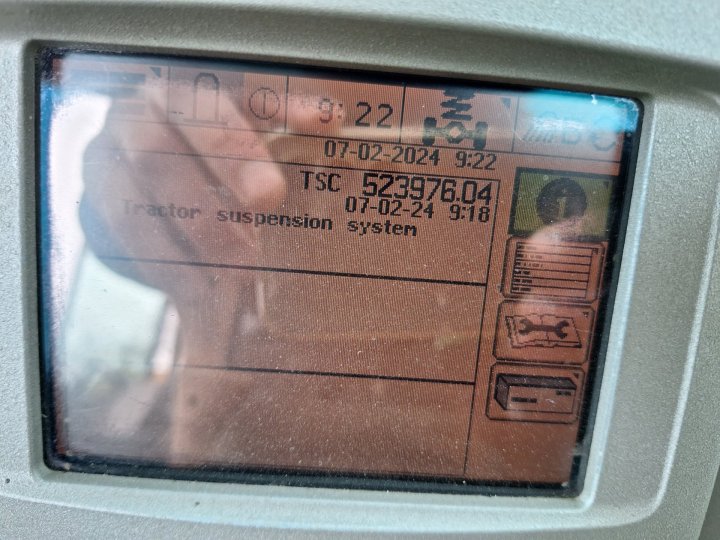 9:22
07-02-2024 9:22
TSC 523976.04
07-02-24 9:18
Tractor suspension system